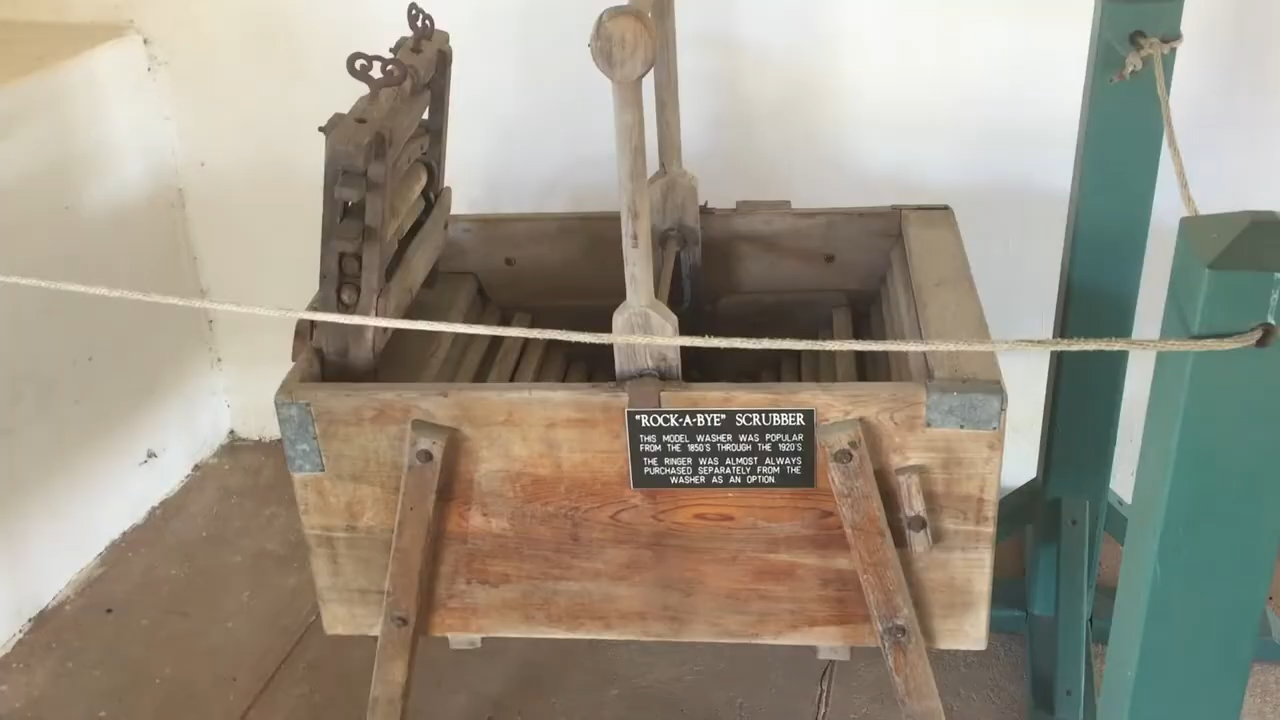 "ROCK-A-BYE" SCRUBBER
THIS MODEL WASHER WAS POPULAR
FROM THE 1850'S THROUGH THE 1920'S
THE RINGER WAS ALMOST ALWAYS
PURCHASED SEPARATELY FROM THE
WASHER AS AN OPTION.